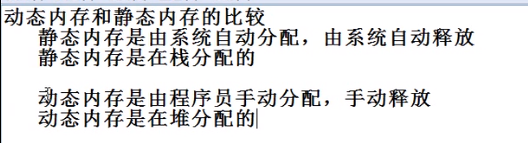 动态内存和静态内存的比较
静态内存是由系统自动分配，由系统自动释放
静态内存是在栈分配的
动态内存是由程序员手动分配，手动释放
动态内存是在堆分配的